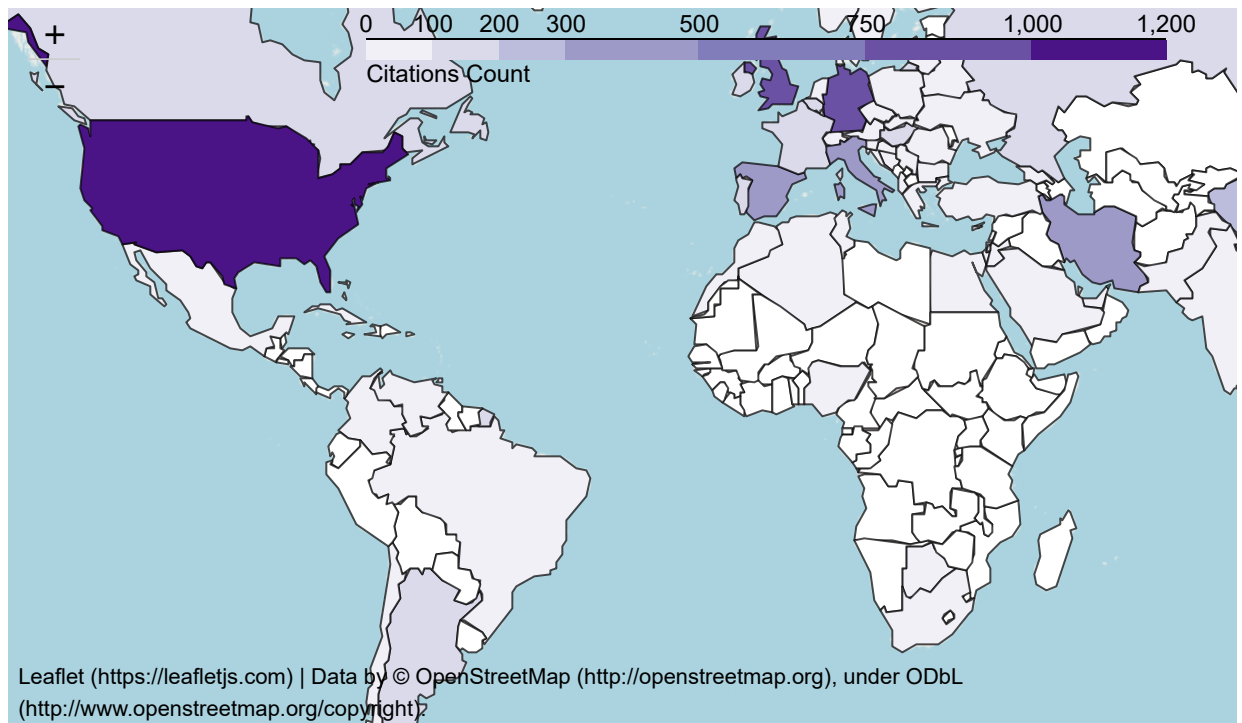 +
−
0 100 200 300 500 750 1,000 1,200
Citations Count
Leaflet (https://leafletjs.com) | Data by © OpenStreetMap (http://openstreetmap.org), under ODbL
(http://www.openstreetmap.org/copyright).